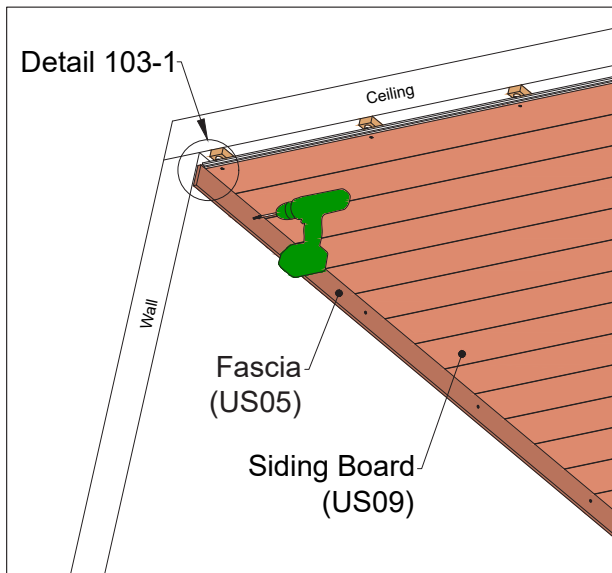 Detail 103-1
Ceiling
Wall
Fascia
(US05)
Siding Board
(US09)